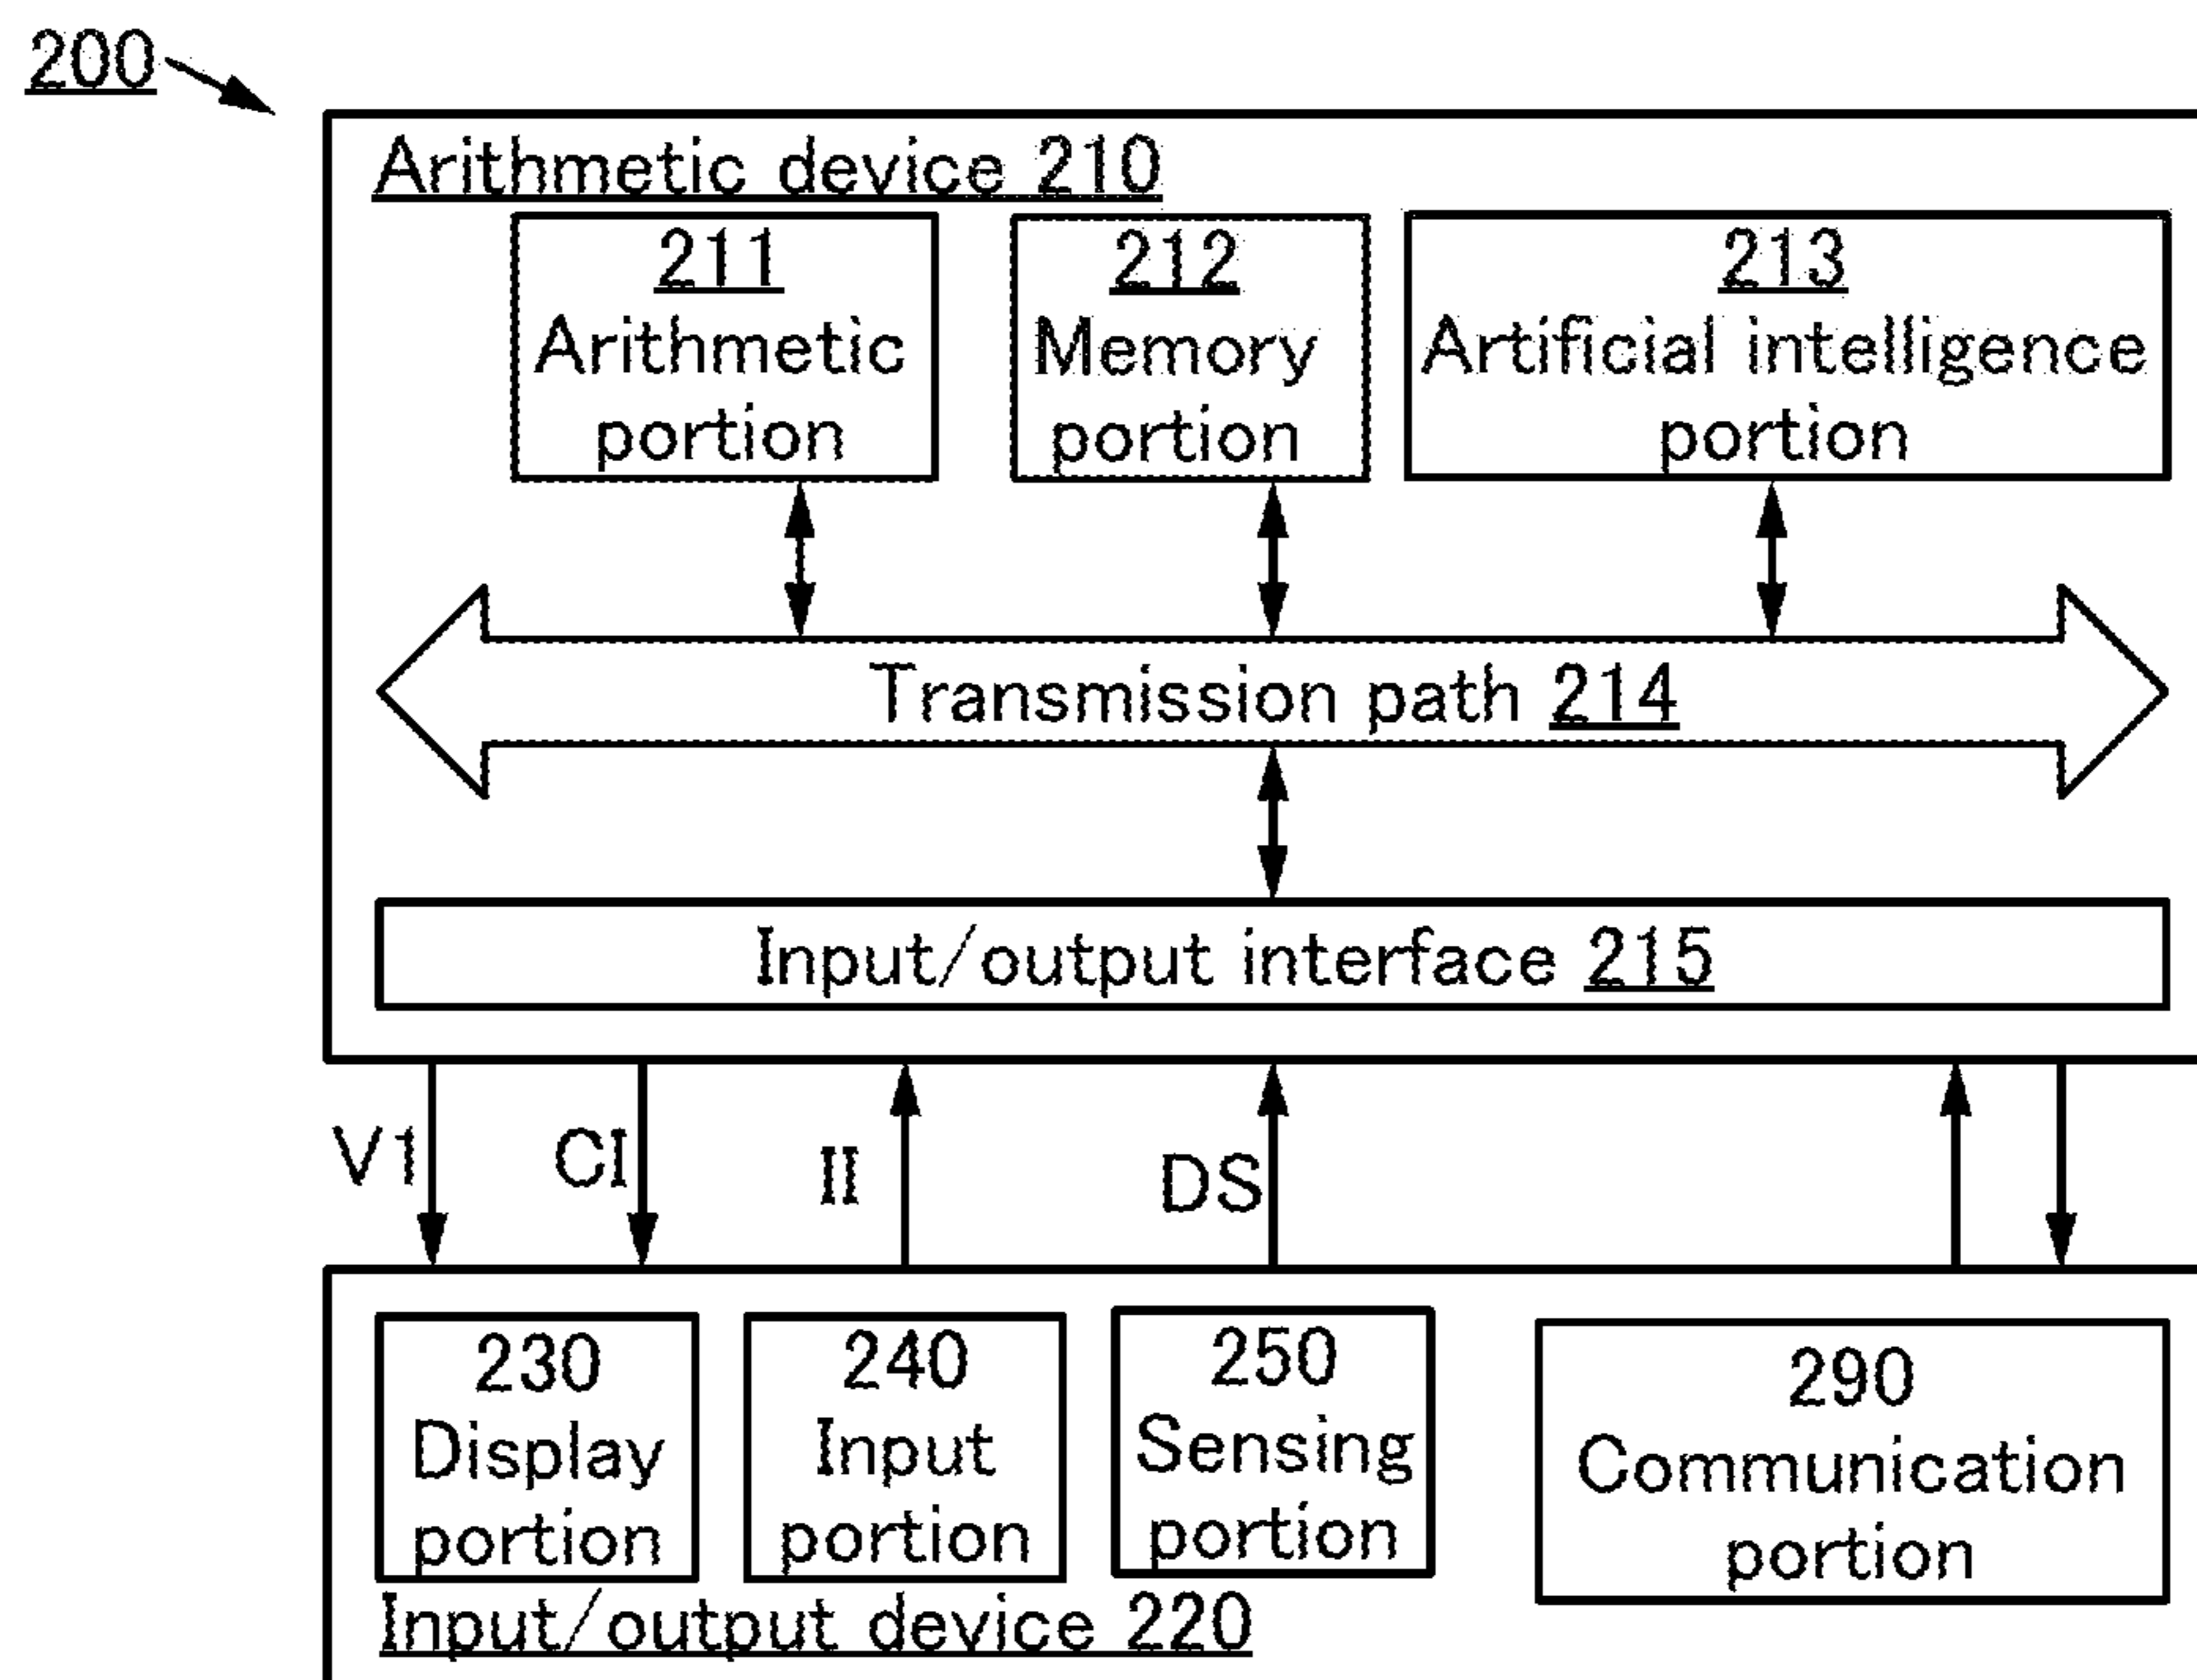 200
Arithmetic device 210
211
Arithmetic
portion
212
Memory
portion
213
Artificial intelligence
portion
Transmission path 214
Input/output interface 215
V1
CI
II
DS
230
Display
portion
240
Input
portion
250
Sensing
portion
290
Communication
portion
Input/output device 220